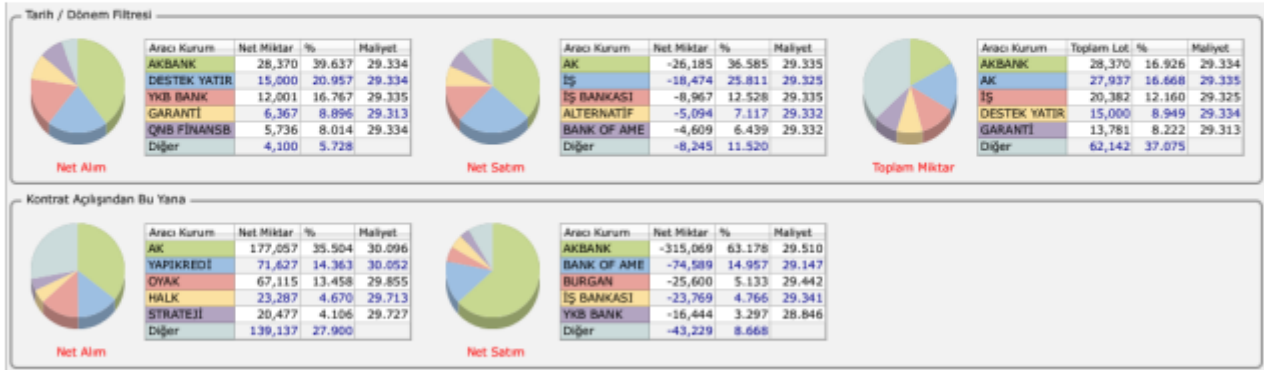 Tarih / Dönem Filtresi
Aracı Kurum Net Miktar % Maliyet
AKBANK 28,370 39.637 29.334
DESTEK YATIR 15,000 20.957 29.334
YKB BANK 12,001 16.767 29.335
GARANTİ 6,367 8.896 29.313
QNB FİNANSB 5,736 8.014 29.334
Diğer 4,100 5.728
Net Alım
Aracı Kurum Net Miktar % Maliyet
AK -26,185 36.585 29.335
İŞ -18,474 25.811 29.325
İŞ BANKASI -8,967 12.528 29.335
ALTERNATİF -5,094 7.117 29.332
BANK OF AME -4,609 6.439 29.332
Diğer -8,245 11.520
Net Satım
Aracı Kurum Toplam Lot % Maliyet
AKBANK 28,370 16.926 29.334
AK 27,937 16.668 29.335
İŞ 20,382 12.160 29.325
DESTEK YATIR 15,000 8.949 29.334
GARANTİ 13,781 8.222 29.313
Diğer 62,142 37.075
Toplam Miktar
Kontrat Açılışından Bu Yana
Aracı Kurum Net Miktar % Maliyet
AK 177,057 35.504 30.096
YAPIKREDİ 71,627 14.363 30.052
OYAK 67,115 13.458 29.855
HALK 23,287 4.670 29.713
STRATEJİ 20,477 4.106 29.727
Diğer 139,137 27.900
Net Alım
Aracı Kurum Net Miktar % Maliyet
AKBANK -315,069 63.178 29.510
BANK OF AME -74,589 14.957 29.147
BURGAN -25,600 5.133 29.442
İŞ BANKASI -23,769 4.766 29.341
YKB BANK -16,444 3.297 28.846
Diğer -43,229 8.668
Net Satım